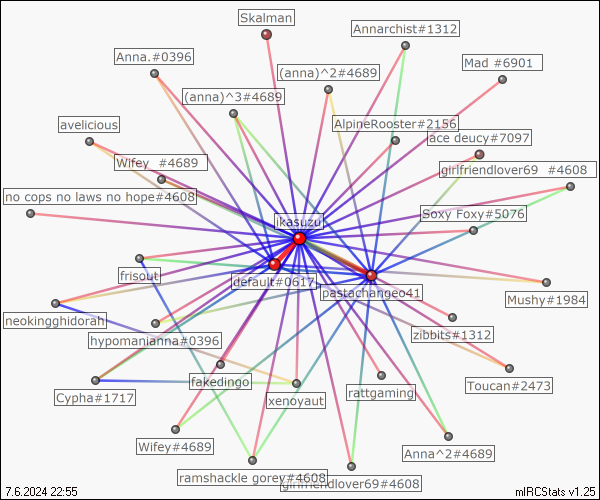 Skalman
Annarchist#1312
Anna.#0396
Mad #6901
(anna)^2#4689
(anna)^3#4689
AlpineRooster#2156
avelicious
ace deucy#7097
Wifey  #4689
girlfriendlover69  #4608
no cops no laws no hope#4608
Soxy Foxy#5076
ikasuzu
frisout
default#0617
pastachangeo41
Mushy#1984
neokingghidorah
zibbits#1312
hypomanianna#0396
fakedingo
Toucan#2473
rattgaming
Cypha#1717
xenoyaut
Wifey#4689
Anna^2#4689
ramshackle gorey#4608
girlfriendlover69#4608
7.6.2024 22:55
mIRCStats v1.25